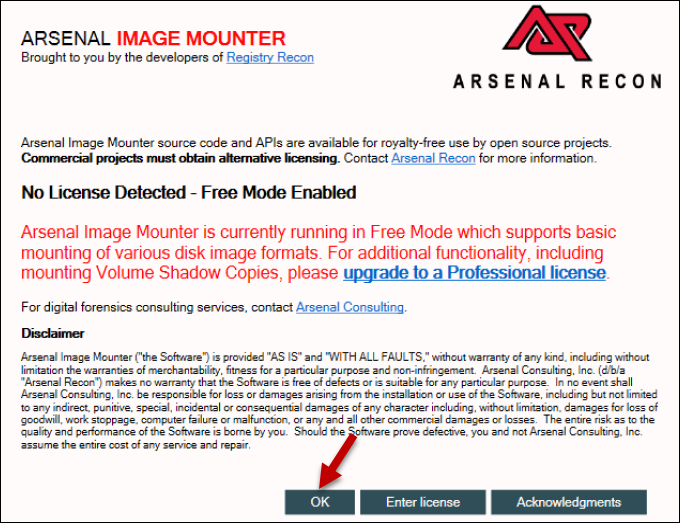 ARSENAL IMAGE MOUNTER
Brought to you by the developers of Registry Recon
ARSENAL RECON
Arsenal Image Mounter source code and APIs are available for royalty-free use by open source projects.
Commercial projects must obtain alternative licensing. Contact Arsenal Recon for more information.
No License Detected - Free Mode Enabled
Arsenal Image Mounter is currently running in Free Mode which supports basic
mounting of various disk image formats. For additional functionality, including
mounting Volume Shadow Copies, please upgrade to a Professional license.
For digital forensics consulting services, contact Arsenal Consulting.
Disclaimer
Arsenal Image Mounter ("the Software") is provided "AS IS" and "WITH ALL FAULTS," without warranty of any kind, including without
limitation the warranties of merchantability, fitness for a particular purpose and non-infringement. Arsenal Consulting, Inc. (d/b/a
"Arsenal Recon") makes no warranty that the Software is free of defects or is suitable for any particular purpose. In no event shall
Arsenal Consulting, Inc. be responsible for loss or damages arising from the installation or use of the Software, including but not limited
to any indirect, punitive, special, incidental or consequential damages of any character including, without limitation, damages for loss of
goodwill, work stoppage, computer failure or malfunction, or any and all other commercial damages or losses. The entire risk as to the
quality and performance of the Software is borne by you. Should the Software prove defective, you and not Arsenal Consulting, Inc.
assume the entire cost of any service and repair.
OK Enter license Acknowledgments